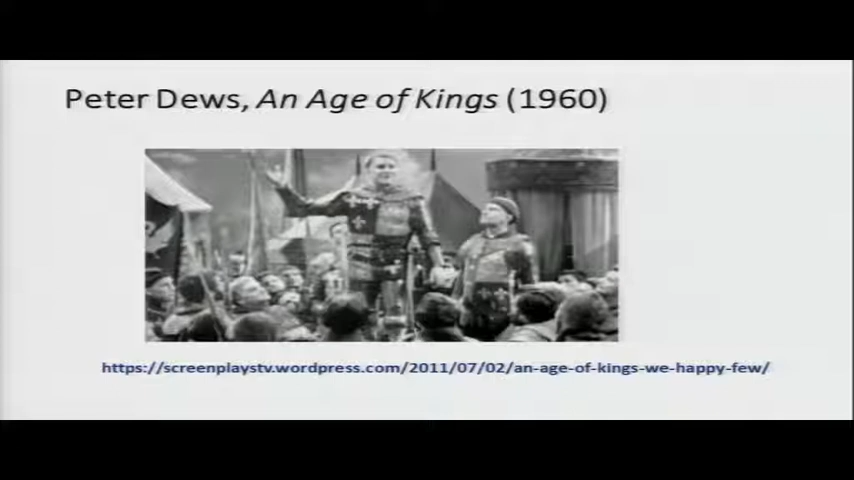 Peter Dews, An Age of Kings (1960)
https://screenplaystv.wordpress.com/2011/07/02/an-age-of-kings-we-happy-few/